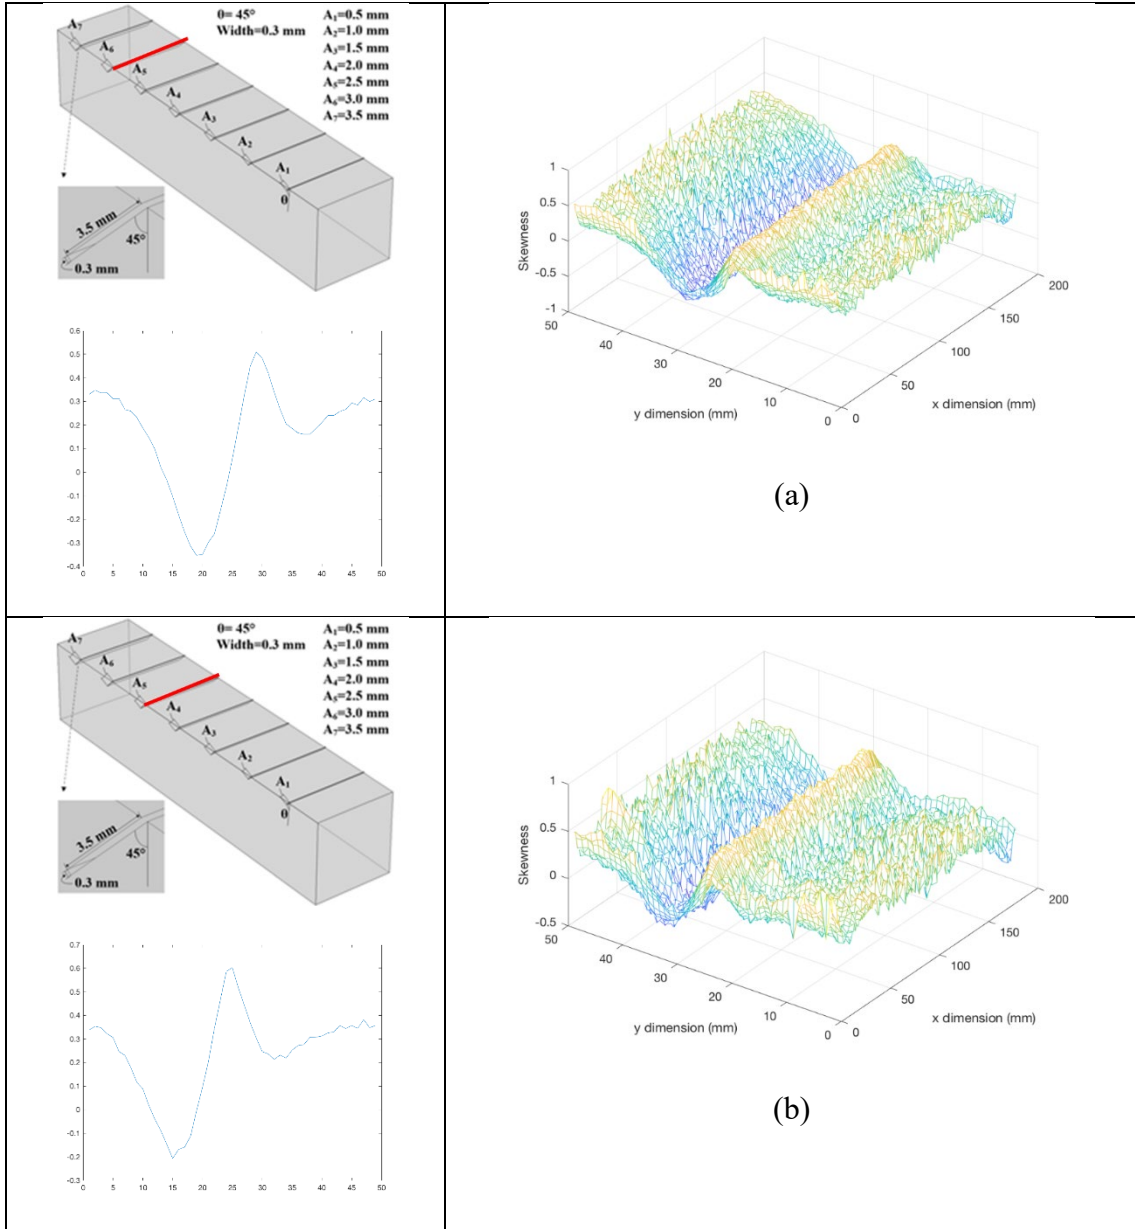 θ= 45°
Width=0.3 mm
A₁=0.5 mm
A₂=1.0 mm
A₃=1.5 mm
A₄=2.0 mm
A₅=2.5 mm
A₆=3.0 mm
A₇=3.5 mm
A₇
A₆
A₅
A₄
A₃
A₂
A₁
θ
3.5 mm
45°
0.3 mm
0.6
0.5
0.4
0.3
0.2
0.1
0
-0.1
-0.2
-0.3
-0.4
0 5 10 15 20 25 30 35 40 45 50
Skewness
1
0.5
0
-0.5
-1
50 40 30 20 10 0
y dimension (mm)
0 50 100 150 200
x dimension (mm)
(a)
θ= 45°
Width=0.3 mm
A₁=0.5 mm
A₂=1.0 mm
A₃=1.5 mm
A₄=2.0 mm
A₅=2.5 mm
A₆=3.0 mm
A₇=3.5 mm
A₇
A₆
A₅
A₄
A₃
A₂
A₁
θ
3.5 mm
45°
0.3 mm
0.7
0.6
0.5
0.4
0.3
0.2
0.1
0
-0.1
-0.2
-0.3
0 5 10 15 20 25 30 35 40 45 50
Skewness
1
0.5
0
-0.5
50 40 30 20 10 0
y dimension (mm)
0 50 100 150 200
x dimension (mm)
(b)